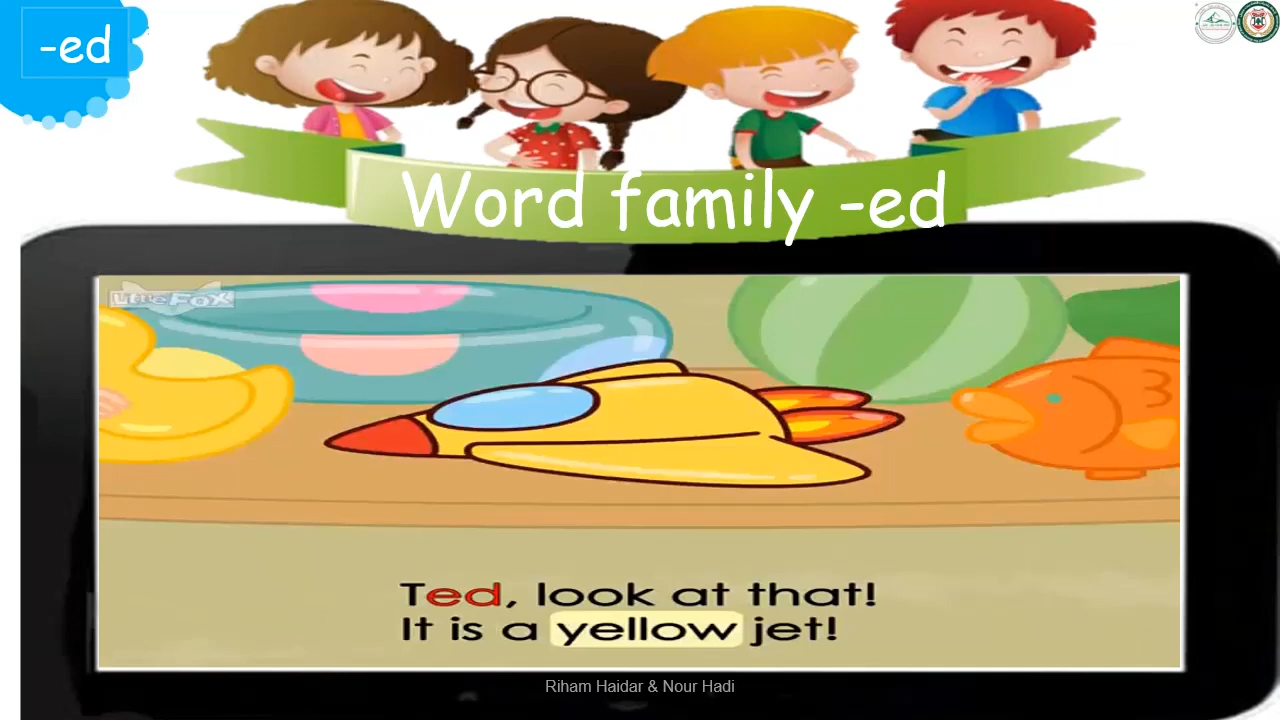 -ed
Word family -ed
Little Fox
Ted, look at that!
It is a yellow jet!
Riham Haidar & Nour Hadi